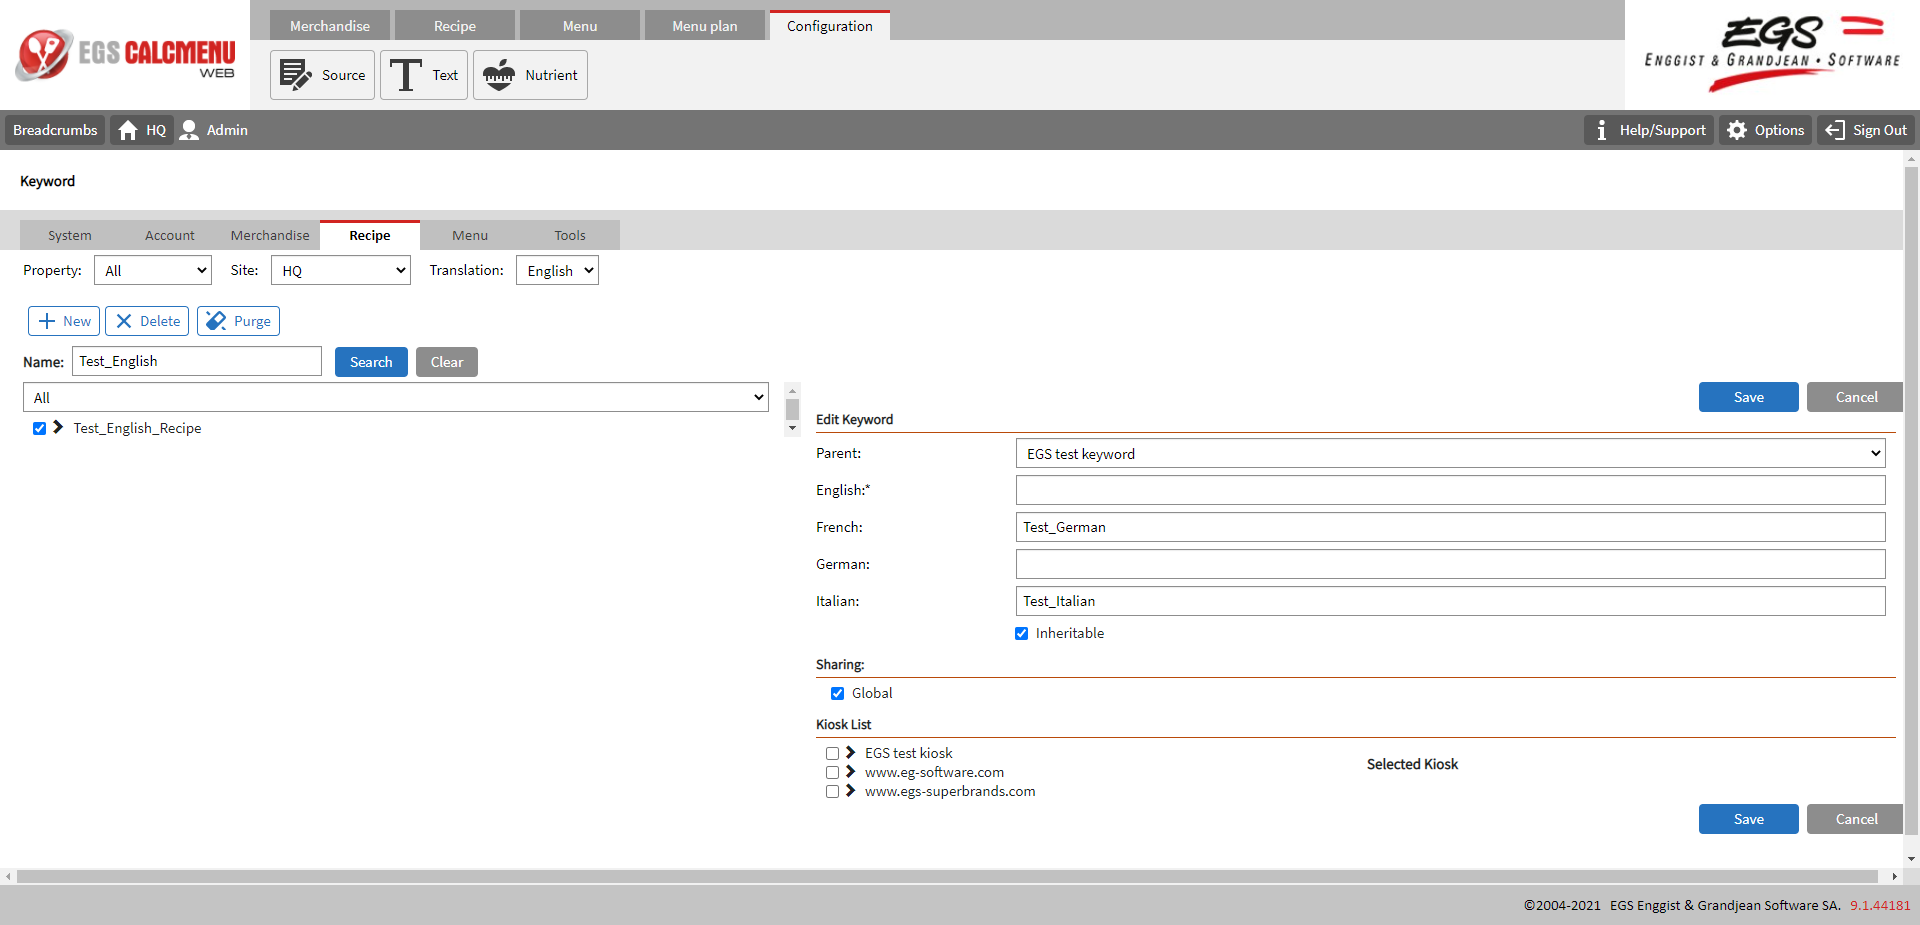 EGS CALCMENU
WEB
Merchandise Recipe Menu Menu plan Configuration
Source Text Nutrient
EGS
ENGGIST & GRANDJEAN • SOFTWARE
Breadcrumbs HQ Admin Help/Support Options Sign Out
Keyword
System Account Merchandise Recipe Menu Tools
Property: All Site: HQ Translation: English
New Delete Purge
Name: Test_English Search Clear
All
Test_English_Recipe
Save Cancel
Edit Keyword
Parent: EGS test keyword
English:*
French: Test_German
German:
Italian: Test_Italian
Inheritable
Sharing:
Global
Kiosk List
EGS test kiosk
www.eg-software.com
www.egs-superbrands.com
Selected Kiosk
Save Cancel
©2004-2021 EGS Enggist & Grandjean Software SA. 9.1.44181